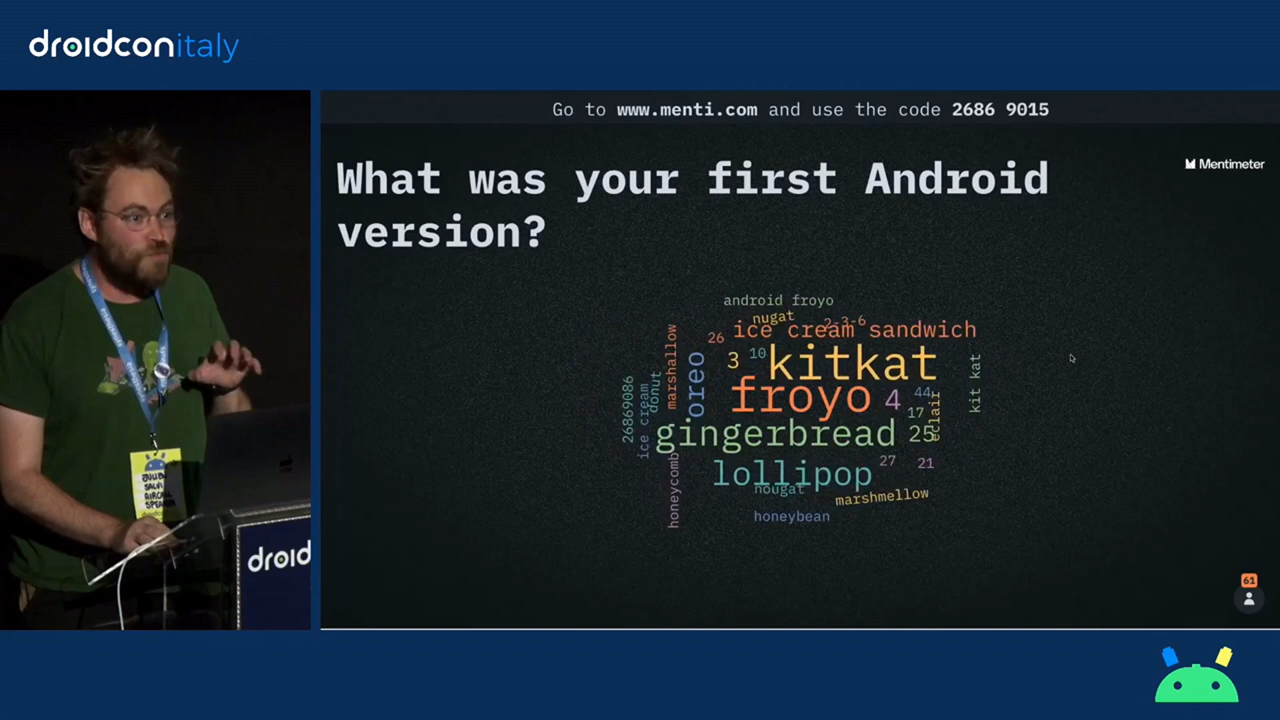 droidconitaly
Go to www.menti.com and use the code 2686 9015
Mentimeter
What was your first Android
version?
android froyo
nugat
2-3-6
26
ice cream sandwich
marshmallow
3
10
kitkat
kit kat
oreo
froyo
4
44
17
eclair
26869086
ice cream
donut
gingerbread
25
lollipop
27
21
honeycomb
nougat
marshmellow
honeybean
61
SPEAKER
droid